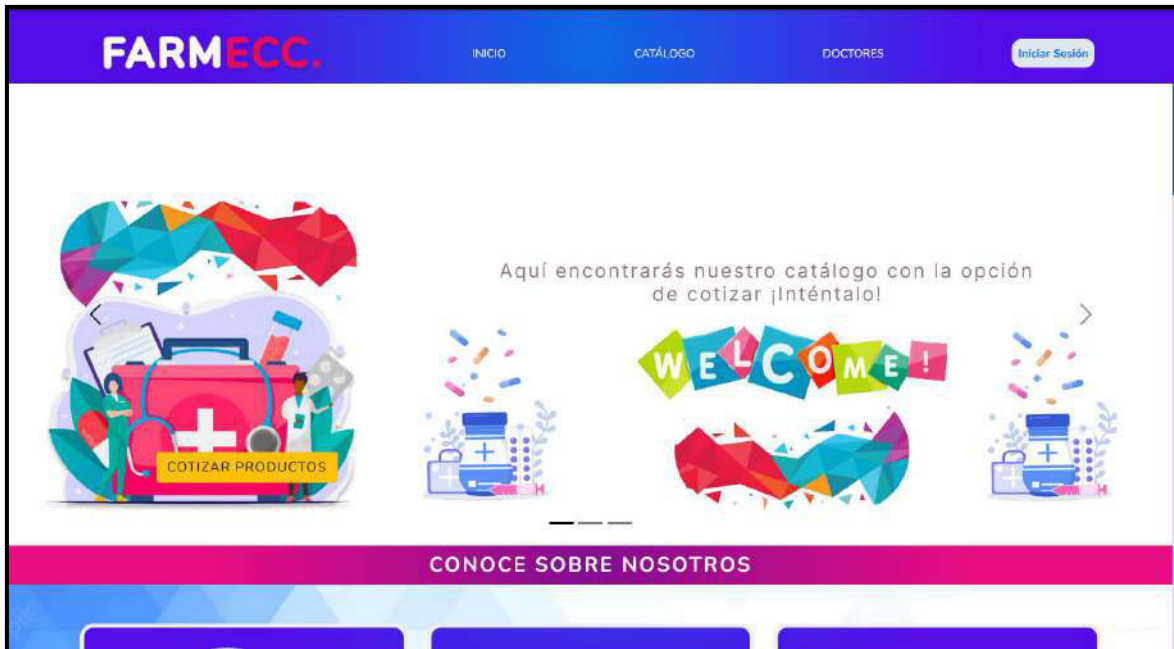 FARMECC.
INICIO
CATÁLOGO
DOCTORES
Iniciar Sesión
Aquí encontrarás nuestro catálogo con la opción
de cotizar ¡Inténtalo!
WELCOME!
COTIZAR PRODUCTOS
CONOCE SOBRE NOSOTROS